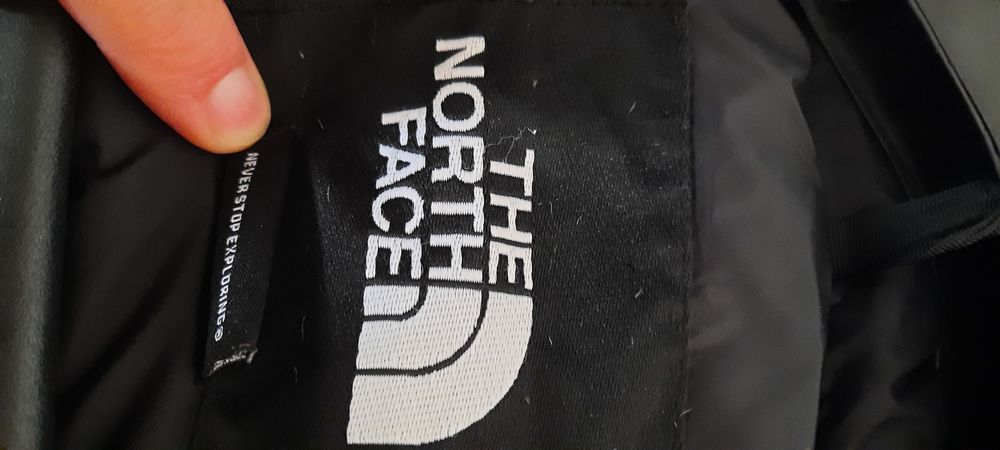 THE
NORTH
FACE
NEVER STOP EXPLORING®